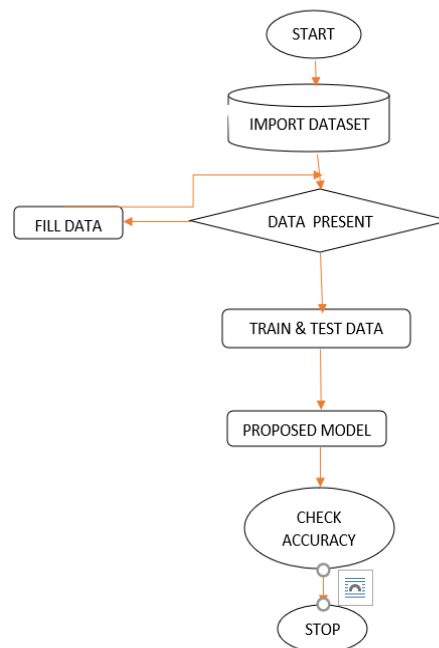 START
IMPORT DATASET
DATA PRESENT
FILL DATA
TRAIN & TEST DATA
PROPOSED MODEL
CHECK
ACCURACY
STOP